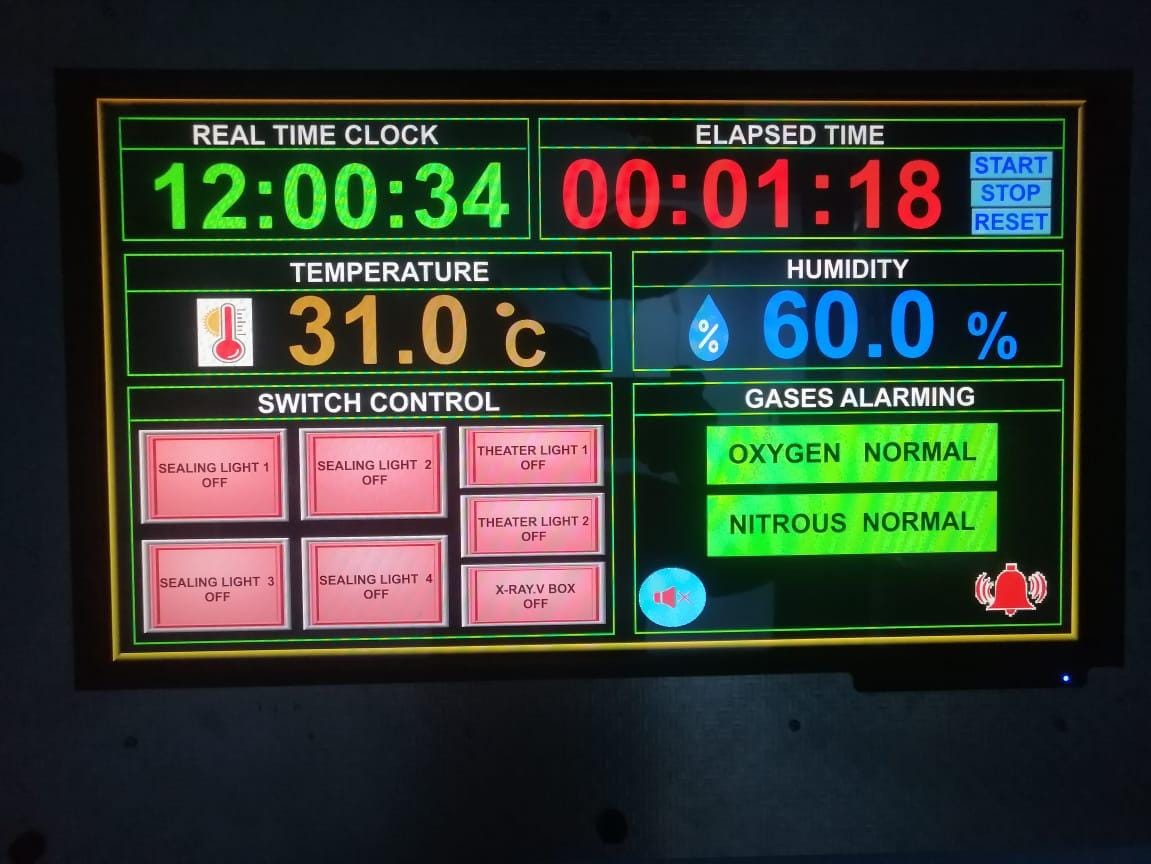 REAL TIME CLOCK
12:00:34
ELAPSED TIME
00:01:18
START
STOP
RESET
TEMPERATURE
31.0 °C
HUMIDITY
% 60.0 %
SWITCH CONTROL
SEALING LIGHT 1
OFF
SEALING LIGHT 2
OFF
THEATER LIGHT 1
OFF
THEATER LIGHT 2
OFF
SEALING LIGHT 3
OFF
SEALING LIGHT 4
OFF
X-RAY.V BOX
OFF
GASES ALARMING
OXYGEN NORMAL
NITROUS NORMAL